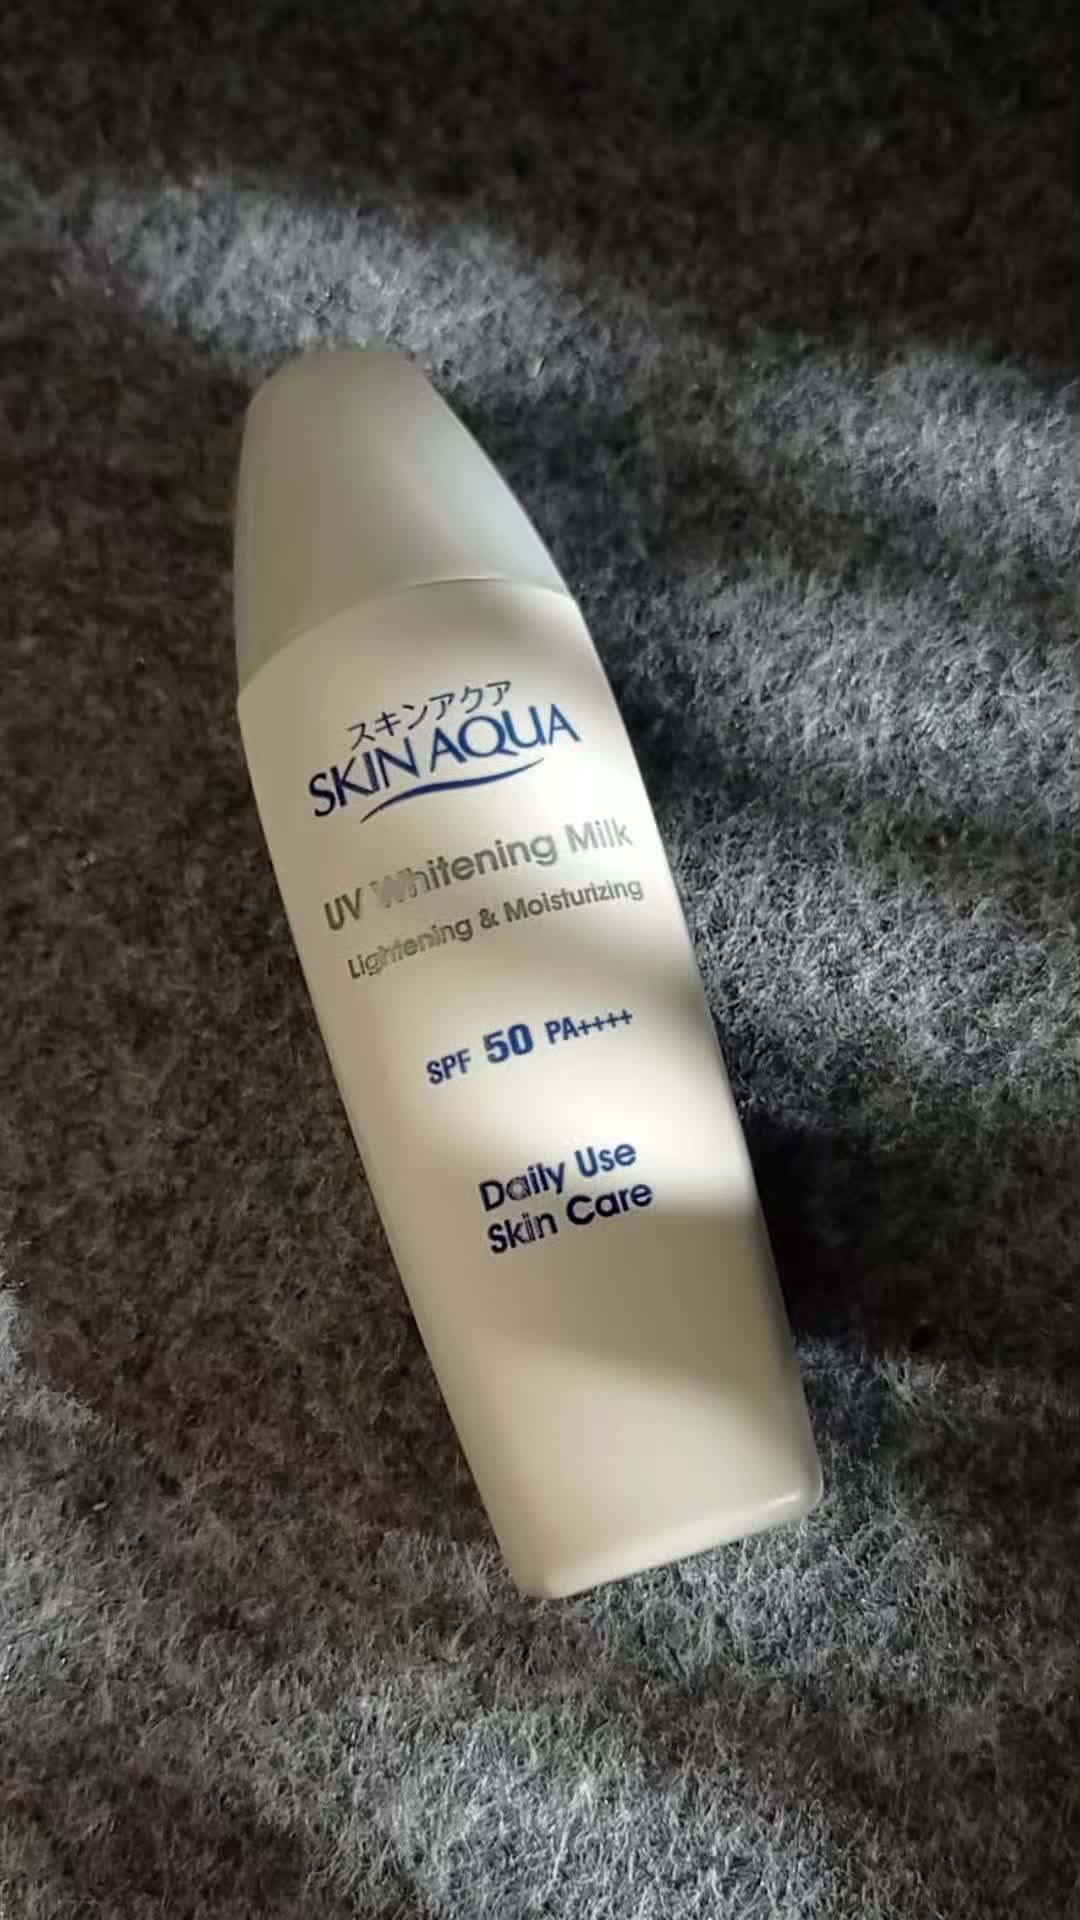 スキンアクア
SKIN AQUA
UV Whitening Milk
Lightening & Moisturizing
SPF 50 PA++++
Daily Use
Skin Care